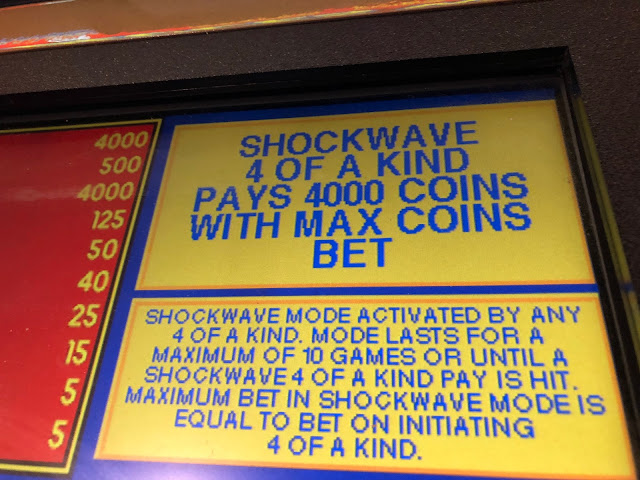 4000
500
4000
125
50
40
25
15
5
5
SHOCKWAVE
4 OF A KIND
PAYS 4000 COINS
WITH MAX COINS
BET
SHOCKWAVE MODE ACTIVATED BY ANY
4 OF A KIND. MODE LASTS FOR A
MAXIMUM OF 10 GAMES OR UNTIL A
SHOCKWAVE 4 OF A KIND PAY IS HIT.
MAXIMUM BET IN SHOCKWAVE MODE IS
EQUAL TO BET ON INITIATING
4 OF A KIND.